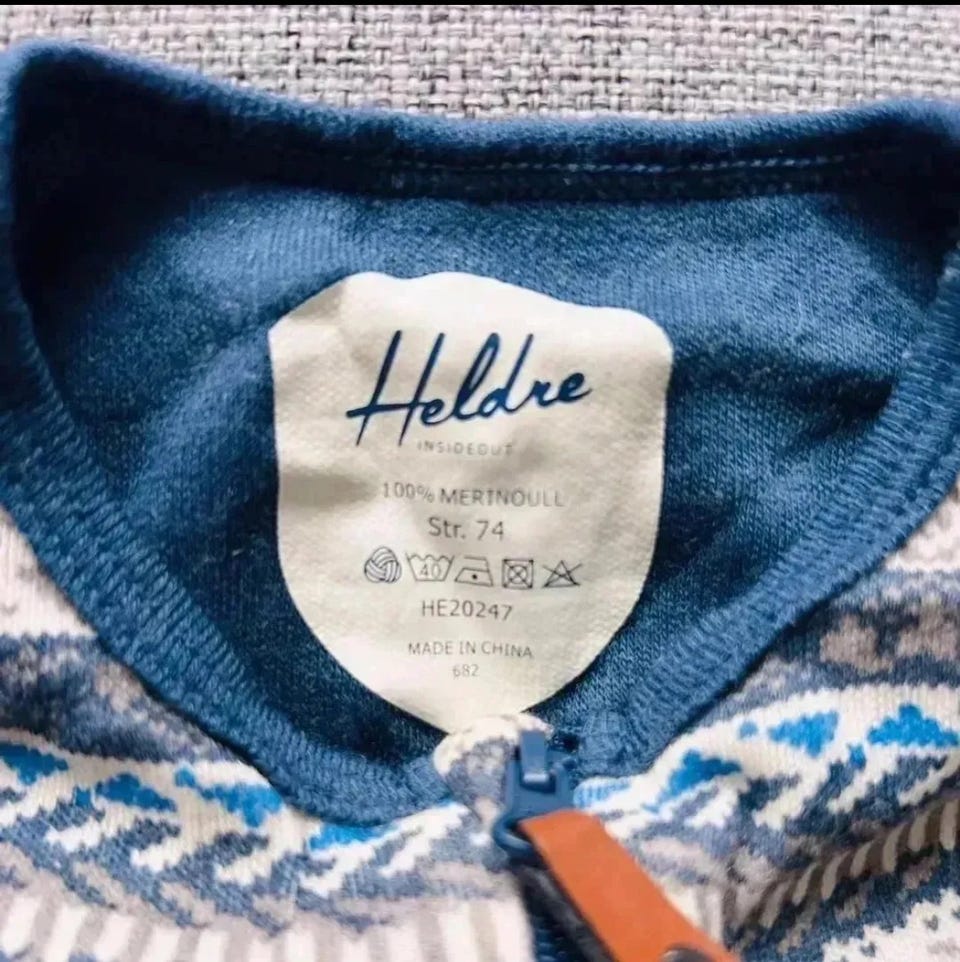 Heldre
INSIDEOUT
100% MERINOULL
Str. 74
40
HE20247
MADE IN CHINA
682